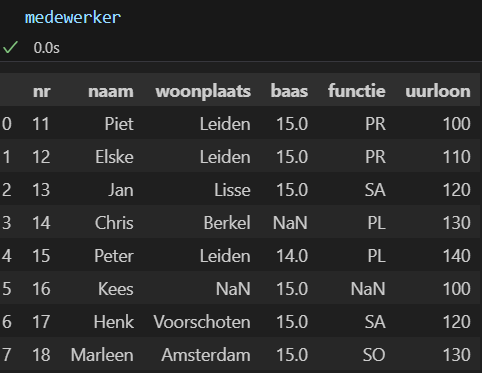 medewerker
0.0s
nr naam woonplaats baas functie uurloon
0 11 Piet Leiden 15.0 PR 100
1 12 Elske Leiden 15.0 PR 110
2 13 Jan Lisse 15.0 SA 120
3 14 Chris Berkel NaN PL 130
4 15 Peter Leiden 14.0 PL 140
5 16 Kees NaN 15.0 NaN 100
6 17 Henk Voorschoten 15.0 SA 120
7 18 Marleen Amsterdam 15.0 SO 130